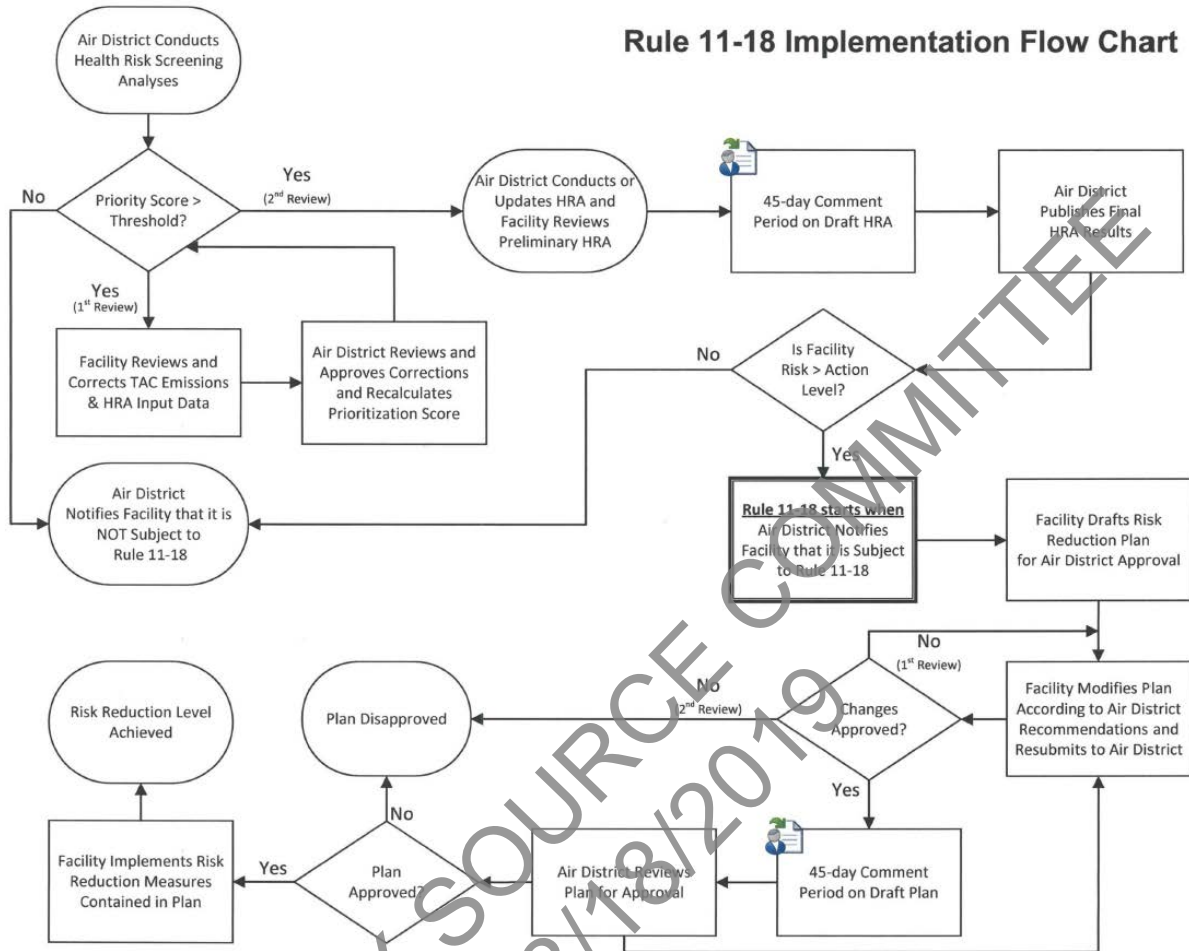 Rule 11-18 Implementation Flow Chart
Air District Conducts
Health Risk Screening
Analyses
No
Priority Score >
Threshold?
Yes
(2nd Review)
Air District Conducts or
Updates HRA and
Facility Reviews
Preliminary HRA
45-day Comment
Period on Draft HRA
Air District
Publishes Final
HRA Results
Yes
(1st Review)
Facility Reviews and
Corrects TAC Emissions
& HRA Input Data
Air District Reviews and
Approves Corrections
and Recalculates
Prioritization Score
No
Is Facility
Risk > Action
Level?
Yes
Air District
Notifies Facility that it is
NOT Subject to
Rule 11-18
Rule 11-18 starts when
Air District Notifies
Facility that it is Subject
to Rule 11-18
Facility Drafts Risk
Reduction Plan
for Air District Approval
No
(1st Review)
Risk Reduction Level
Achieved
Plan Disapproved
No
(2nd Review)
Changes
Approved?
Facility Modifies Plan
According to Air District
Recommendations and
Resubmits to Air District
Yes
No
Facility Implements Risk
Reduction Measures
Contained in Plan
Yes
Plan
Approved?
Air District Reviews
Plan for Approval
45-day Comment
Period on Draft Plan
SOURCE COMMITTEE
/18/2019